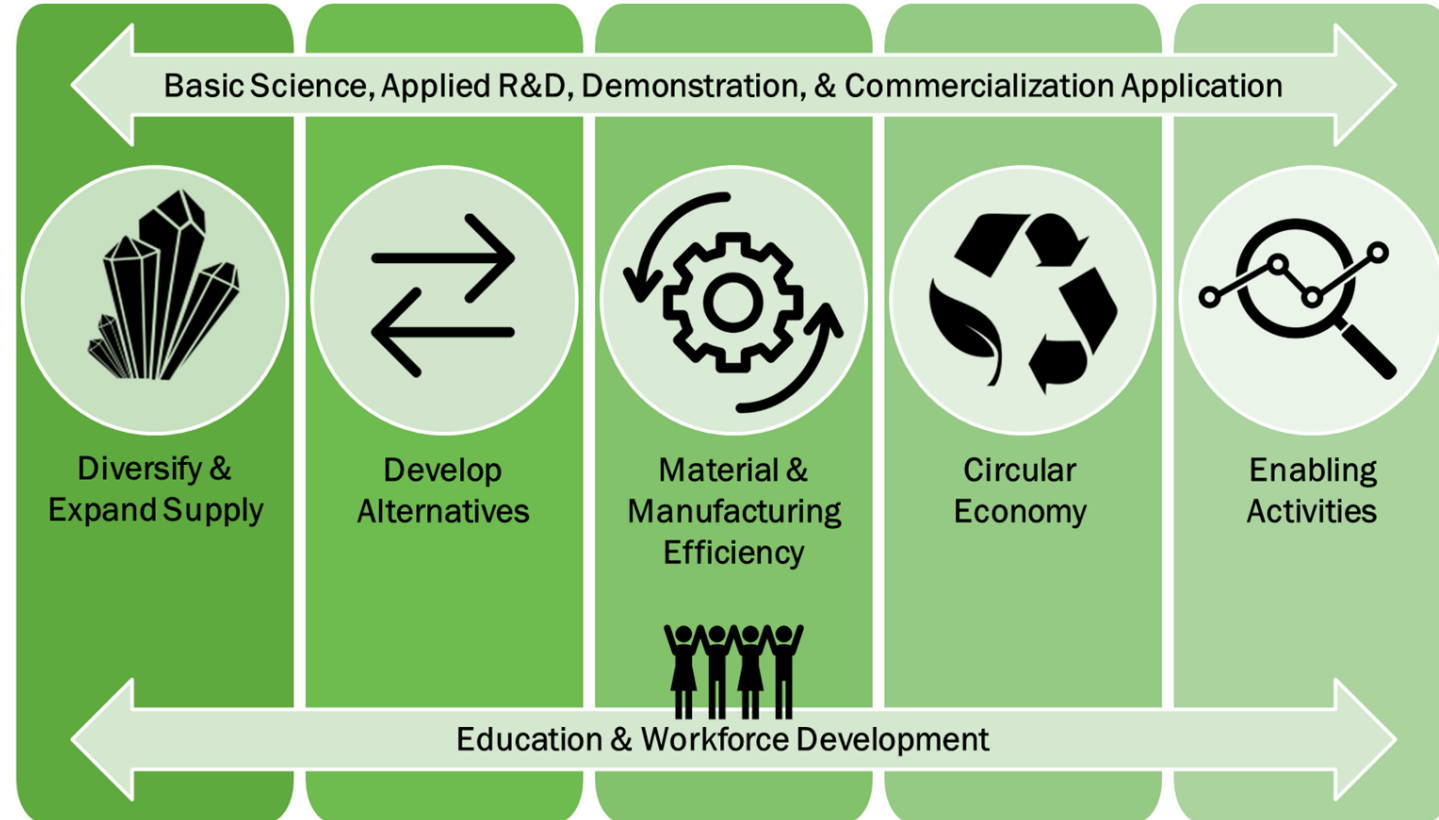 Basic Science, Applied R&D, Demonstration, & Commercialization Application
Diversify &
Expand Supply
Develop
Alternatives
Material &
Manufacturing
Efficiency
Circular
Economy
Enabling
Activities
Education & Workforce Development